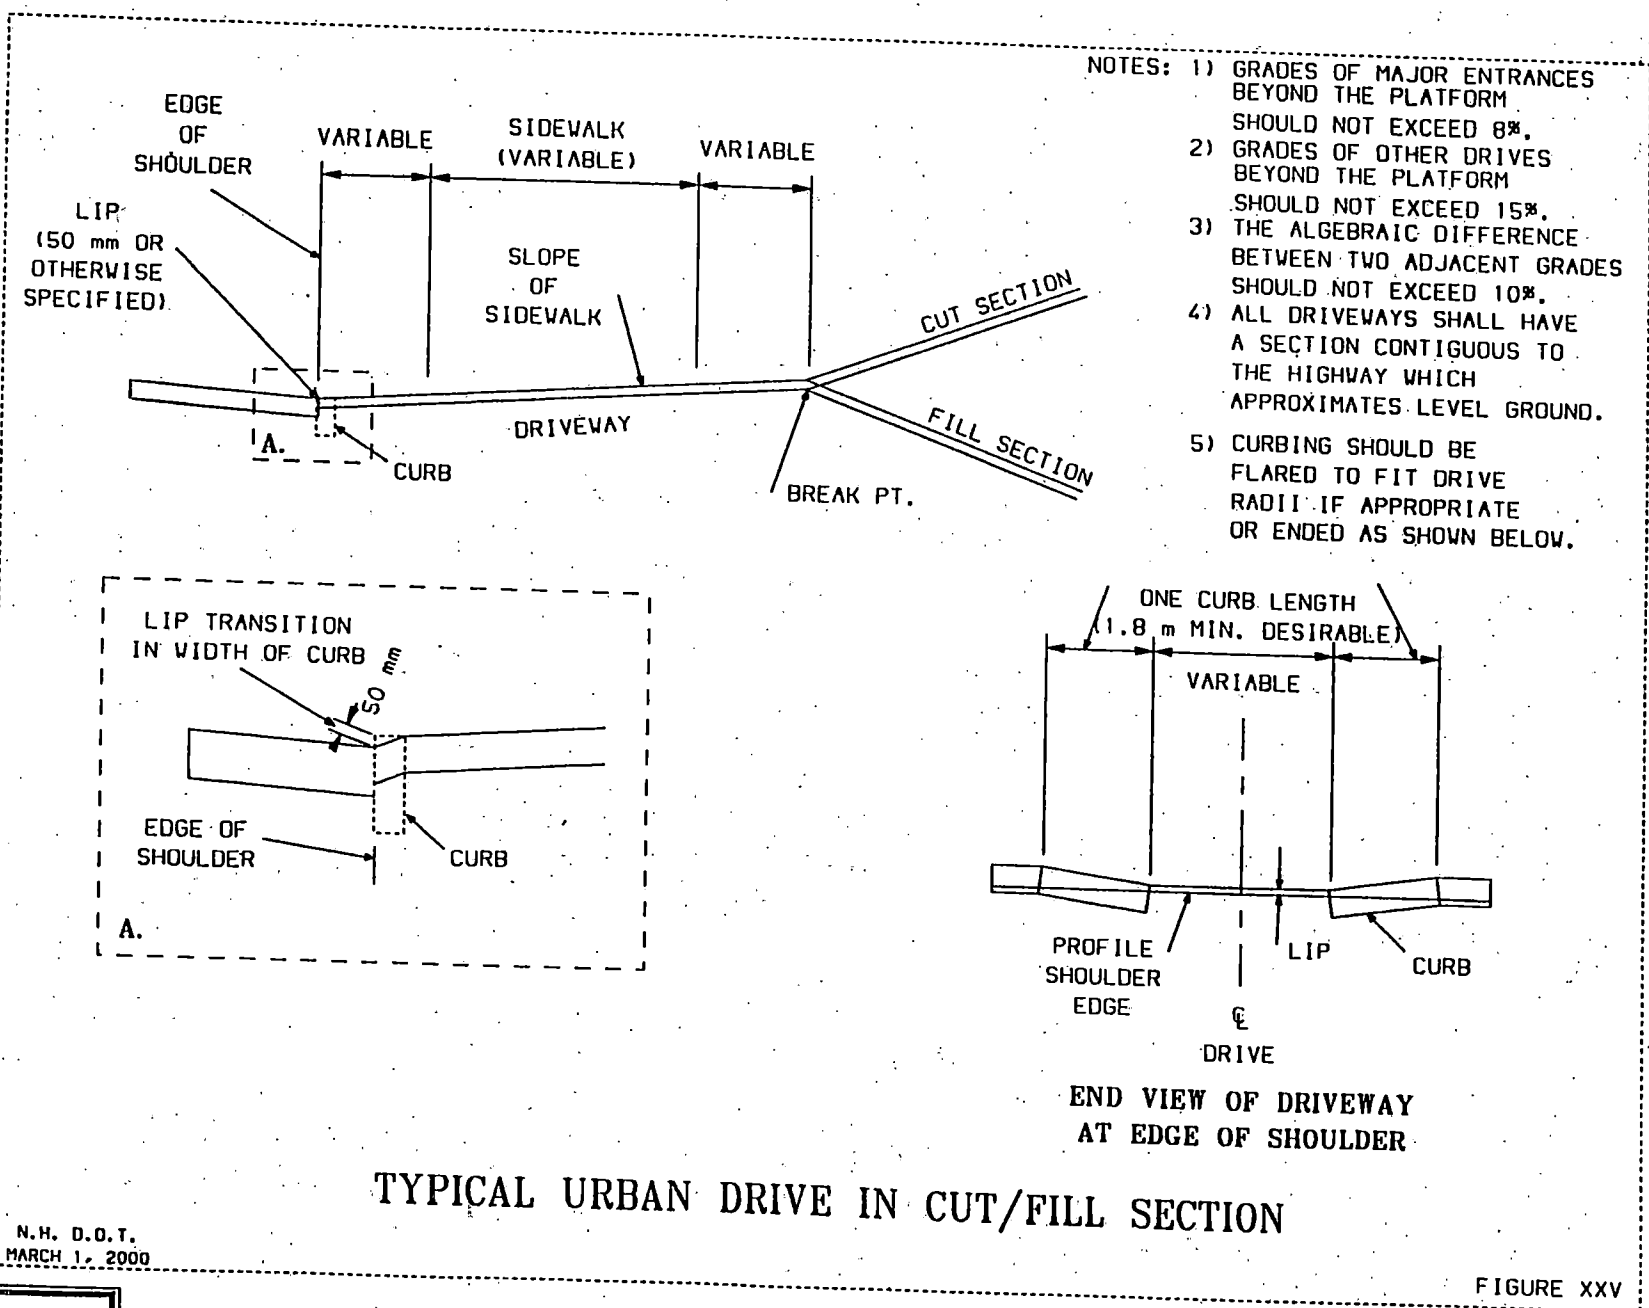 NOTES: 1) GRADES OF MAJOR ENTRANCES
BEYOND THE PLATFORM
SHOULD NOT EXCEED 8%.
2) GRADES OF OTHER DRIVES
BEYOND THE PLATFORM
SHOULD NOT EXCEED 15%.
3) THE ALGEBRAIC DIFFERENCE
BETWEEN TWO ADJACENT GRADES
SHOULD NOT EXCEED 10%.
4) ALL DRIVEWAYS SHALL HAVE
A SECTION CONTIGUOUS TO
THE HIGHWAY WHICH
APPROXIMATES LEVEL GROUND.
5) CURBING SHOULD BE
FLARED TO FIT DRIVE
RADII IF APPROPRIATE
OR ENDED AS SHOWN BELOW.
EDGE
OF
SHOULDER
VARIABLE
SIDEWALK
(VARIABLE)
VARIABLE
LIP
(50 mm OR
OTHERWISE
SPECIFIED)
SLOPE
OF
SIDEWALK
CUT SECTION
FILL SECTION
DRIVEWAY
A.
CURB
BREAK PT.
LIP TRANSITION
IN WIDTH OF CURB
50 mm
EDGE OF
SHOULDER
CURB
A.
ONE CURB LENGTH
(1.8 m MIN. DESIRABLE)
VARIABLE
PROFILE
SHOULDER
EDGE
LIP
CURB
℄
DRIVE
END VIEW OF DRIVEWAY
AT EDGE OF SHOULDER
TYPICAL URBAN DRIVE IN CUT/FILL SECTION
N.H. D.O.T.
MARCH 1, 2000
FIGURE XXV